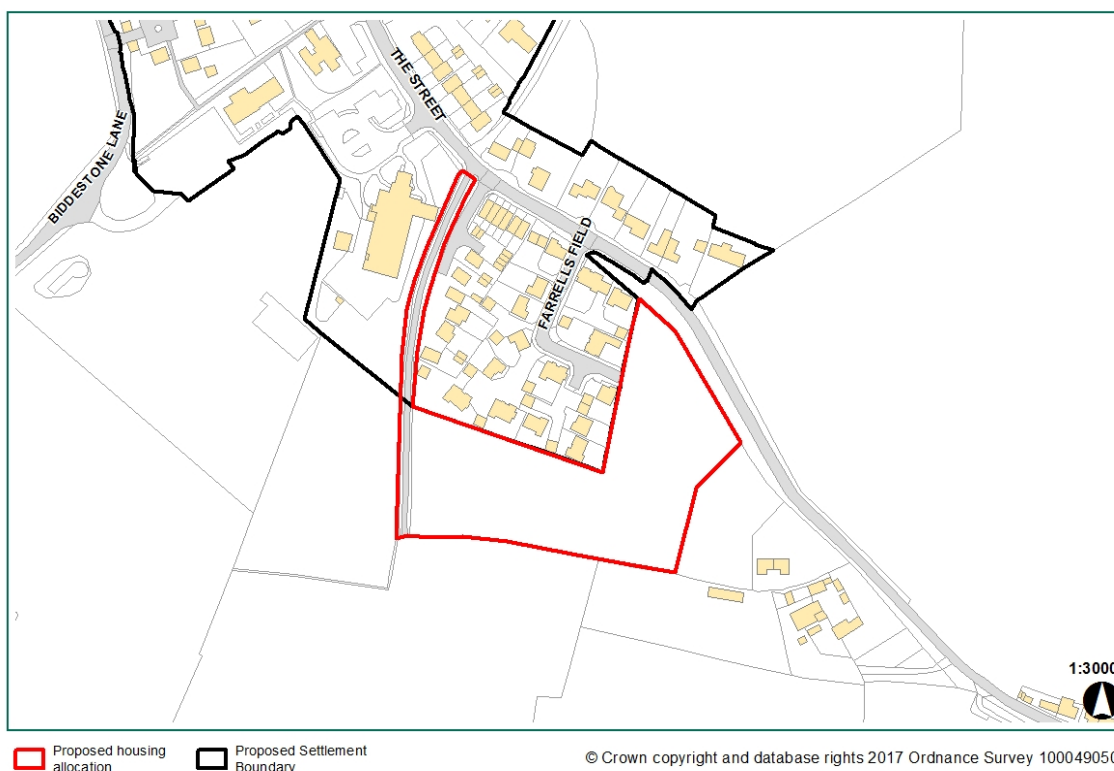 THE STREET
BIDDESTONE LANE
FARRELLS FIELD
1:3000
Proposed housing
allocation
Proposed Settlement
Boundary
© Crown copyright and database rights 2017 Ordnance Survey 100049050